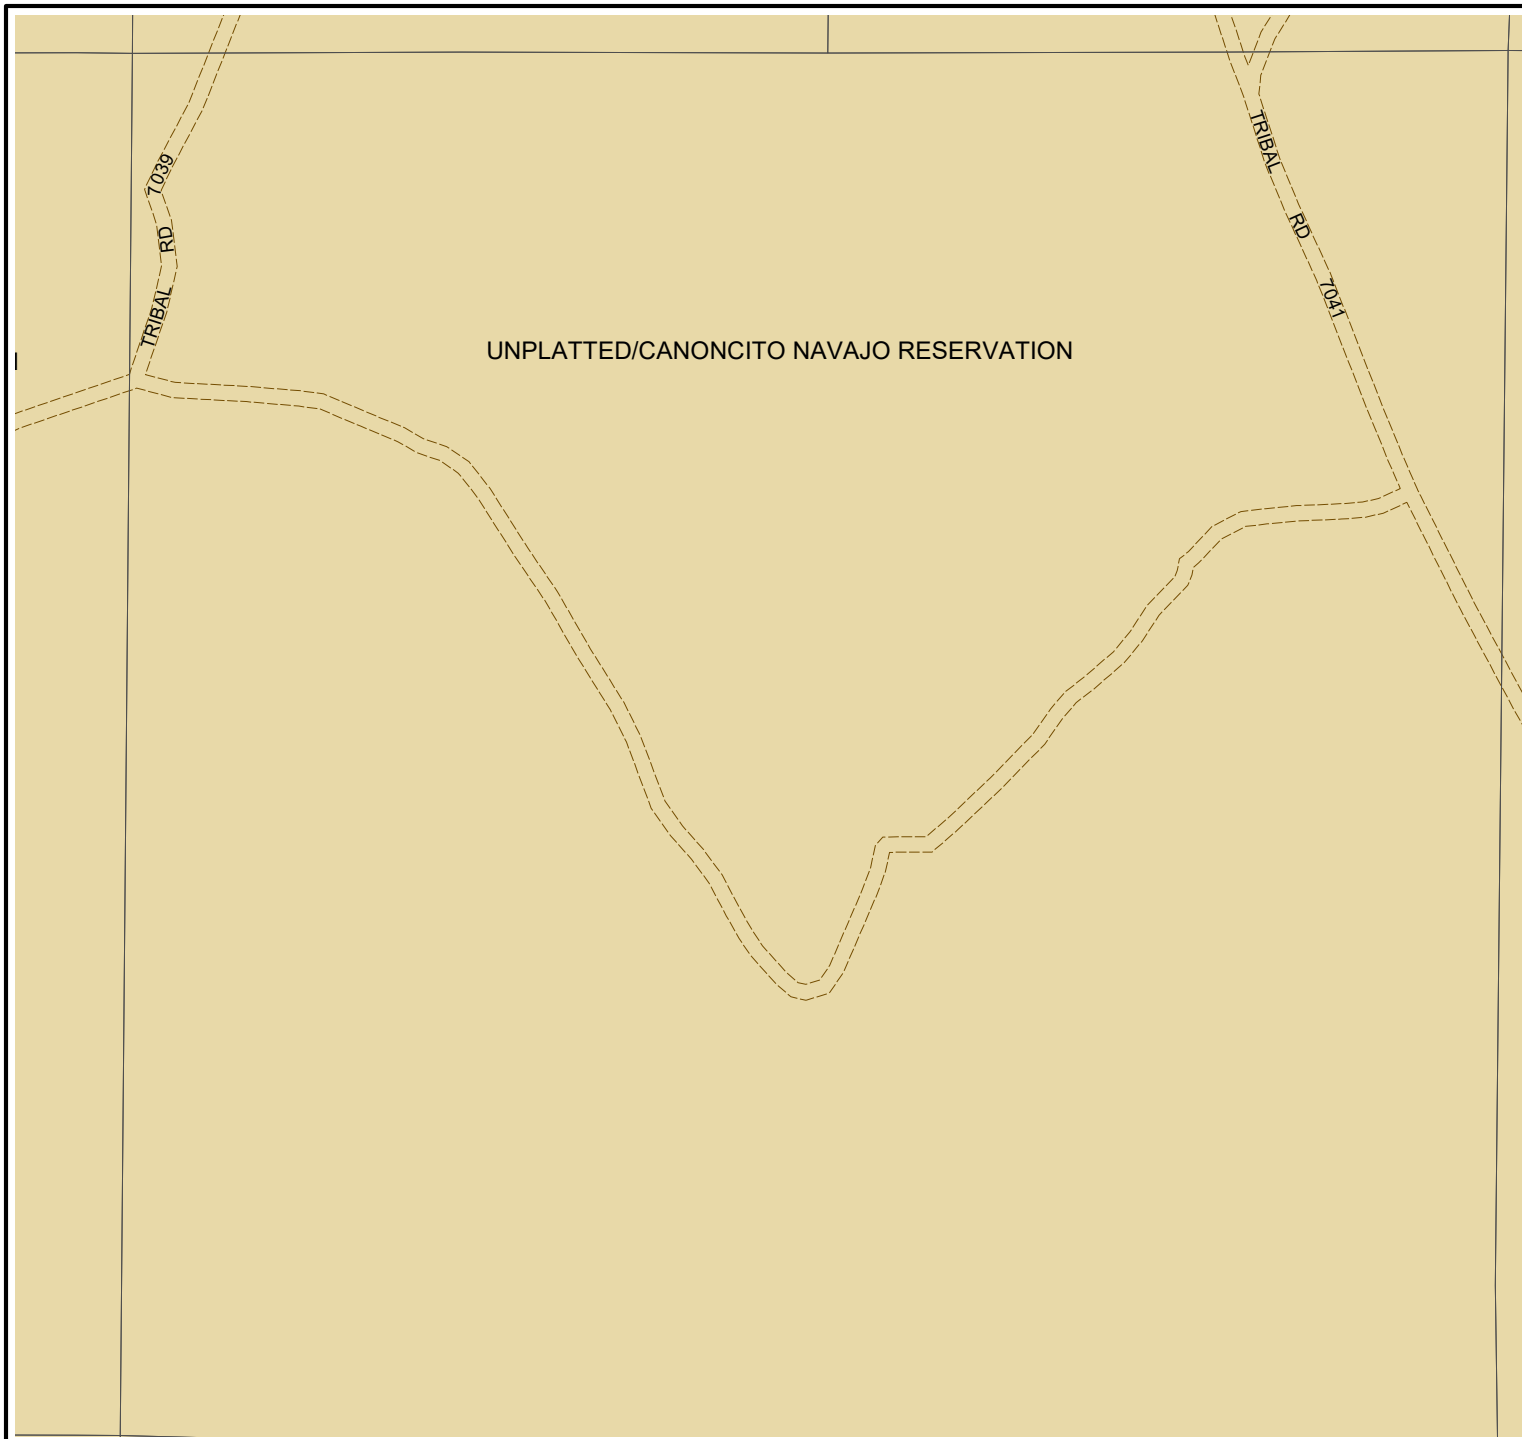 TRIBAL RD 7039
TRIBAL RD 7041
UNPLATTED/CANONCITO NAVAJO RESERVATION